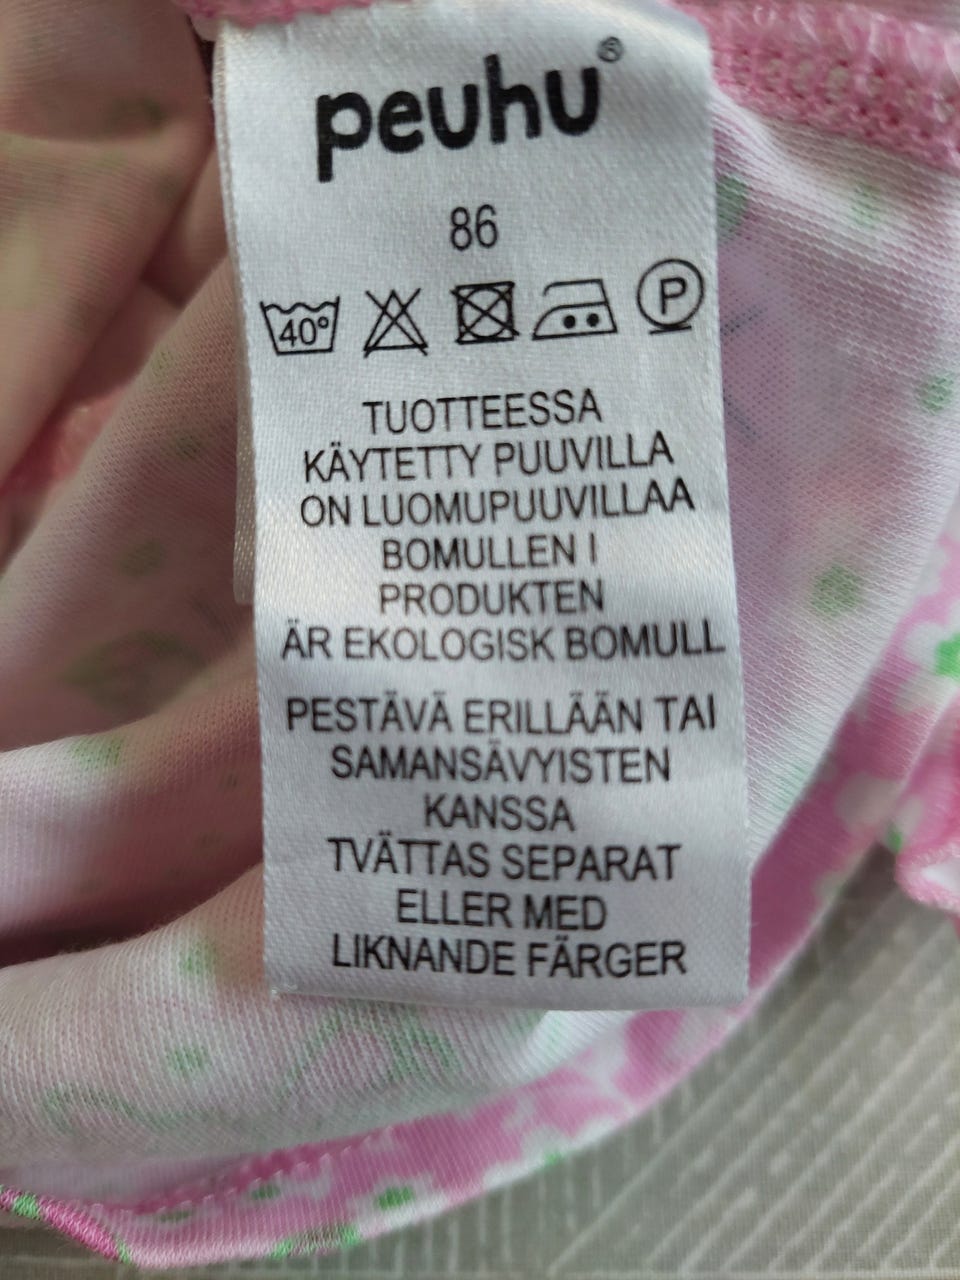 peuhu®
86
40° P
TUOTTEESSA
KÄYTETTY PUUVILLA
ON LUOMUPUUVILLAA
BOMULLEN I
PRODUKTEN
ÄR EKOLOGISK BOMULL
PESTÄVÄ ERILLÄÄN TAI
SAMANSÄVYISTEN
KANSSA
TVÄTTAS SEPARAT
ELLER MED
LIKNANDE FÄRGER